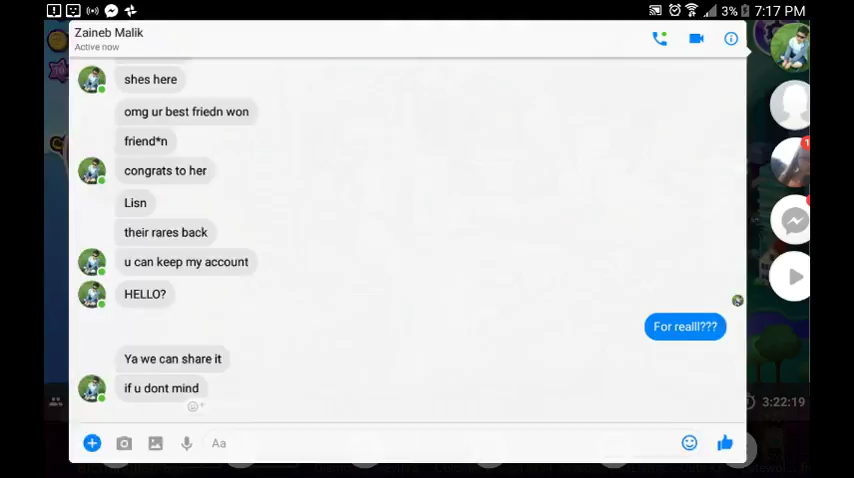 3% 7:17 PM
Zaineb Malik
Active now
shes here
omg ur best friedn won
friend*n
congrats to her
Lisn
their rares back
u can keep my account
HELLO?
For realll???
Ya we can share it
if u dont mind
Aa
3:22:19